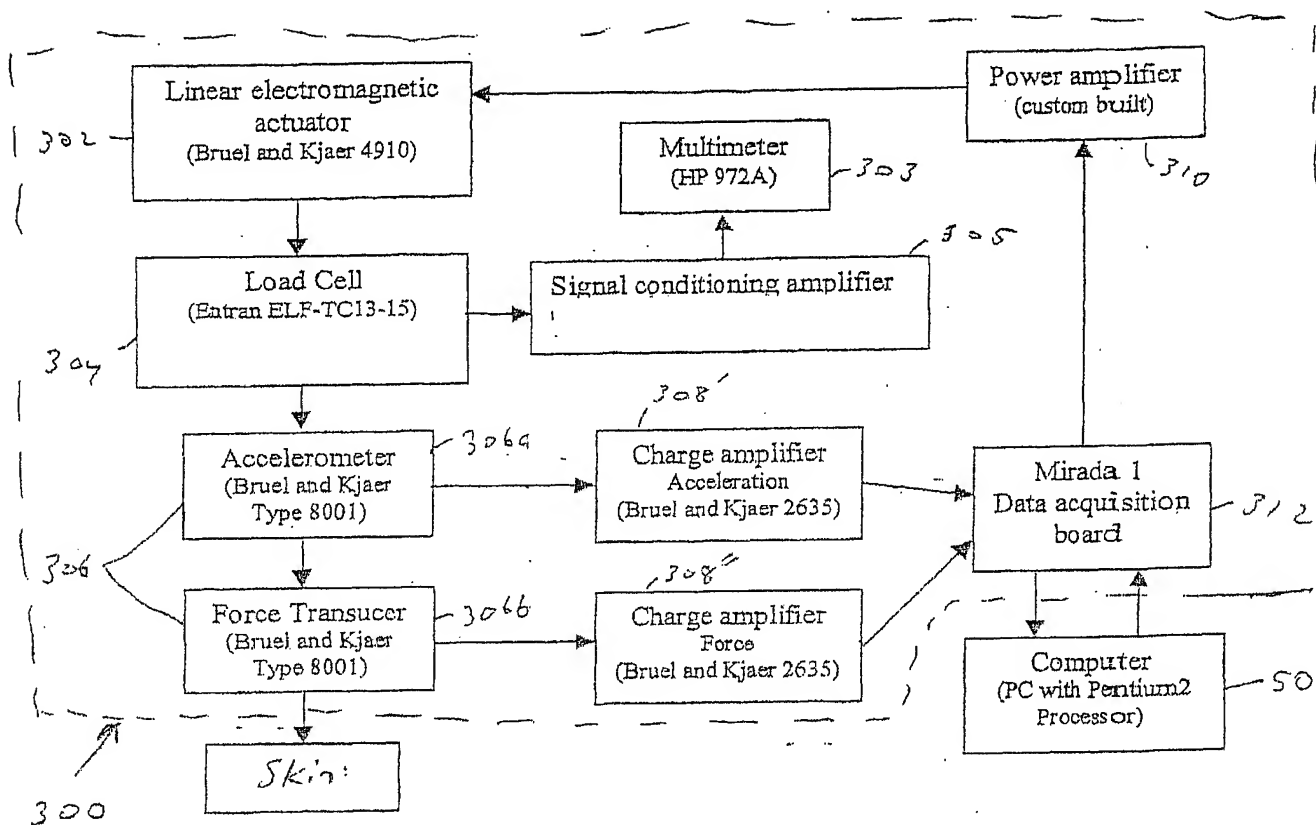 Linear electromagnetic
actuator
(Bruel and Kjaer 4910)
302
Power amplifier
(custom built)
310
Multimeter
(HP 972A)
303
305
Load Cell
(Entran ELF-TC13-15)
304
Signal conditioning amplifier
308'
Accelerometer
(Bruel and Kjaer
Type 8001)
306a
Charge amplifier
Acceleration
(Bruel and Kjaer 2635)
Mirada 1
Data acquisition
board
312
306
308"
Force Transucer
(Bruel and Kjaer
Type 8001)
306b
Charge amplifier
Force
(Bruel and Kjaer 2635)
Computer
(PC with Pentium2
Processor)
50
Skin
300